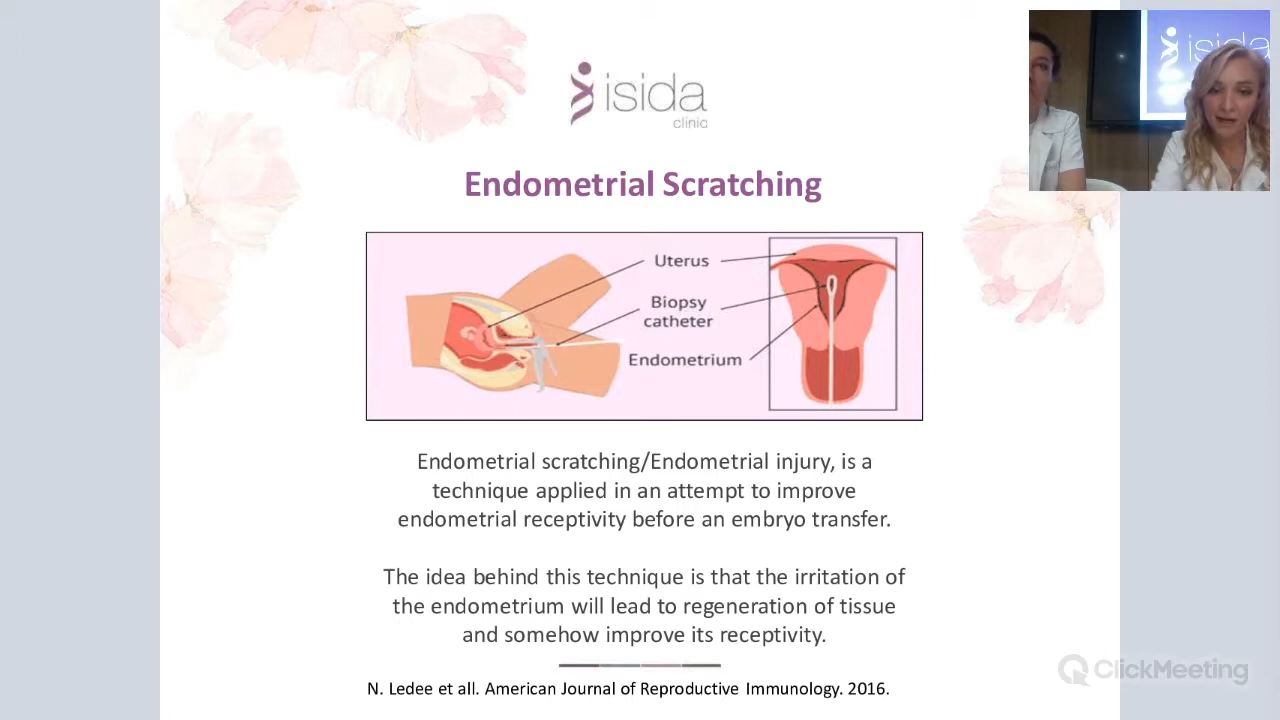 isida
clinic
isida
Endometrial Scratching
Uterus
Biopsy
catheter
Endometrium
Endometrial scratching/Endometrial injury, is a
technique applied in an attempt to improve
endometrial receptivity before an embryo transfer.
The idea behind this technique is that the irritation of
the endometrium will lead to regeneration of tissue
and somehow improve its receptivity.
N. Ledee et all. American Journal of Reproductive Immunology. 2016.
ClickMeeting